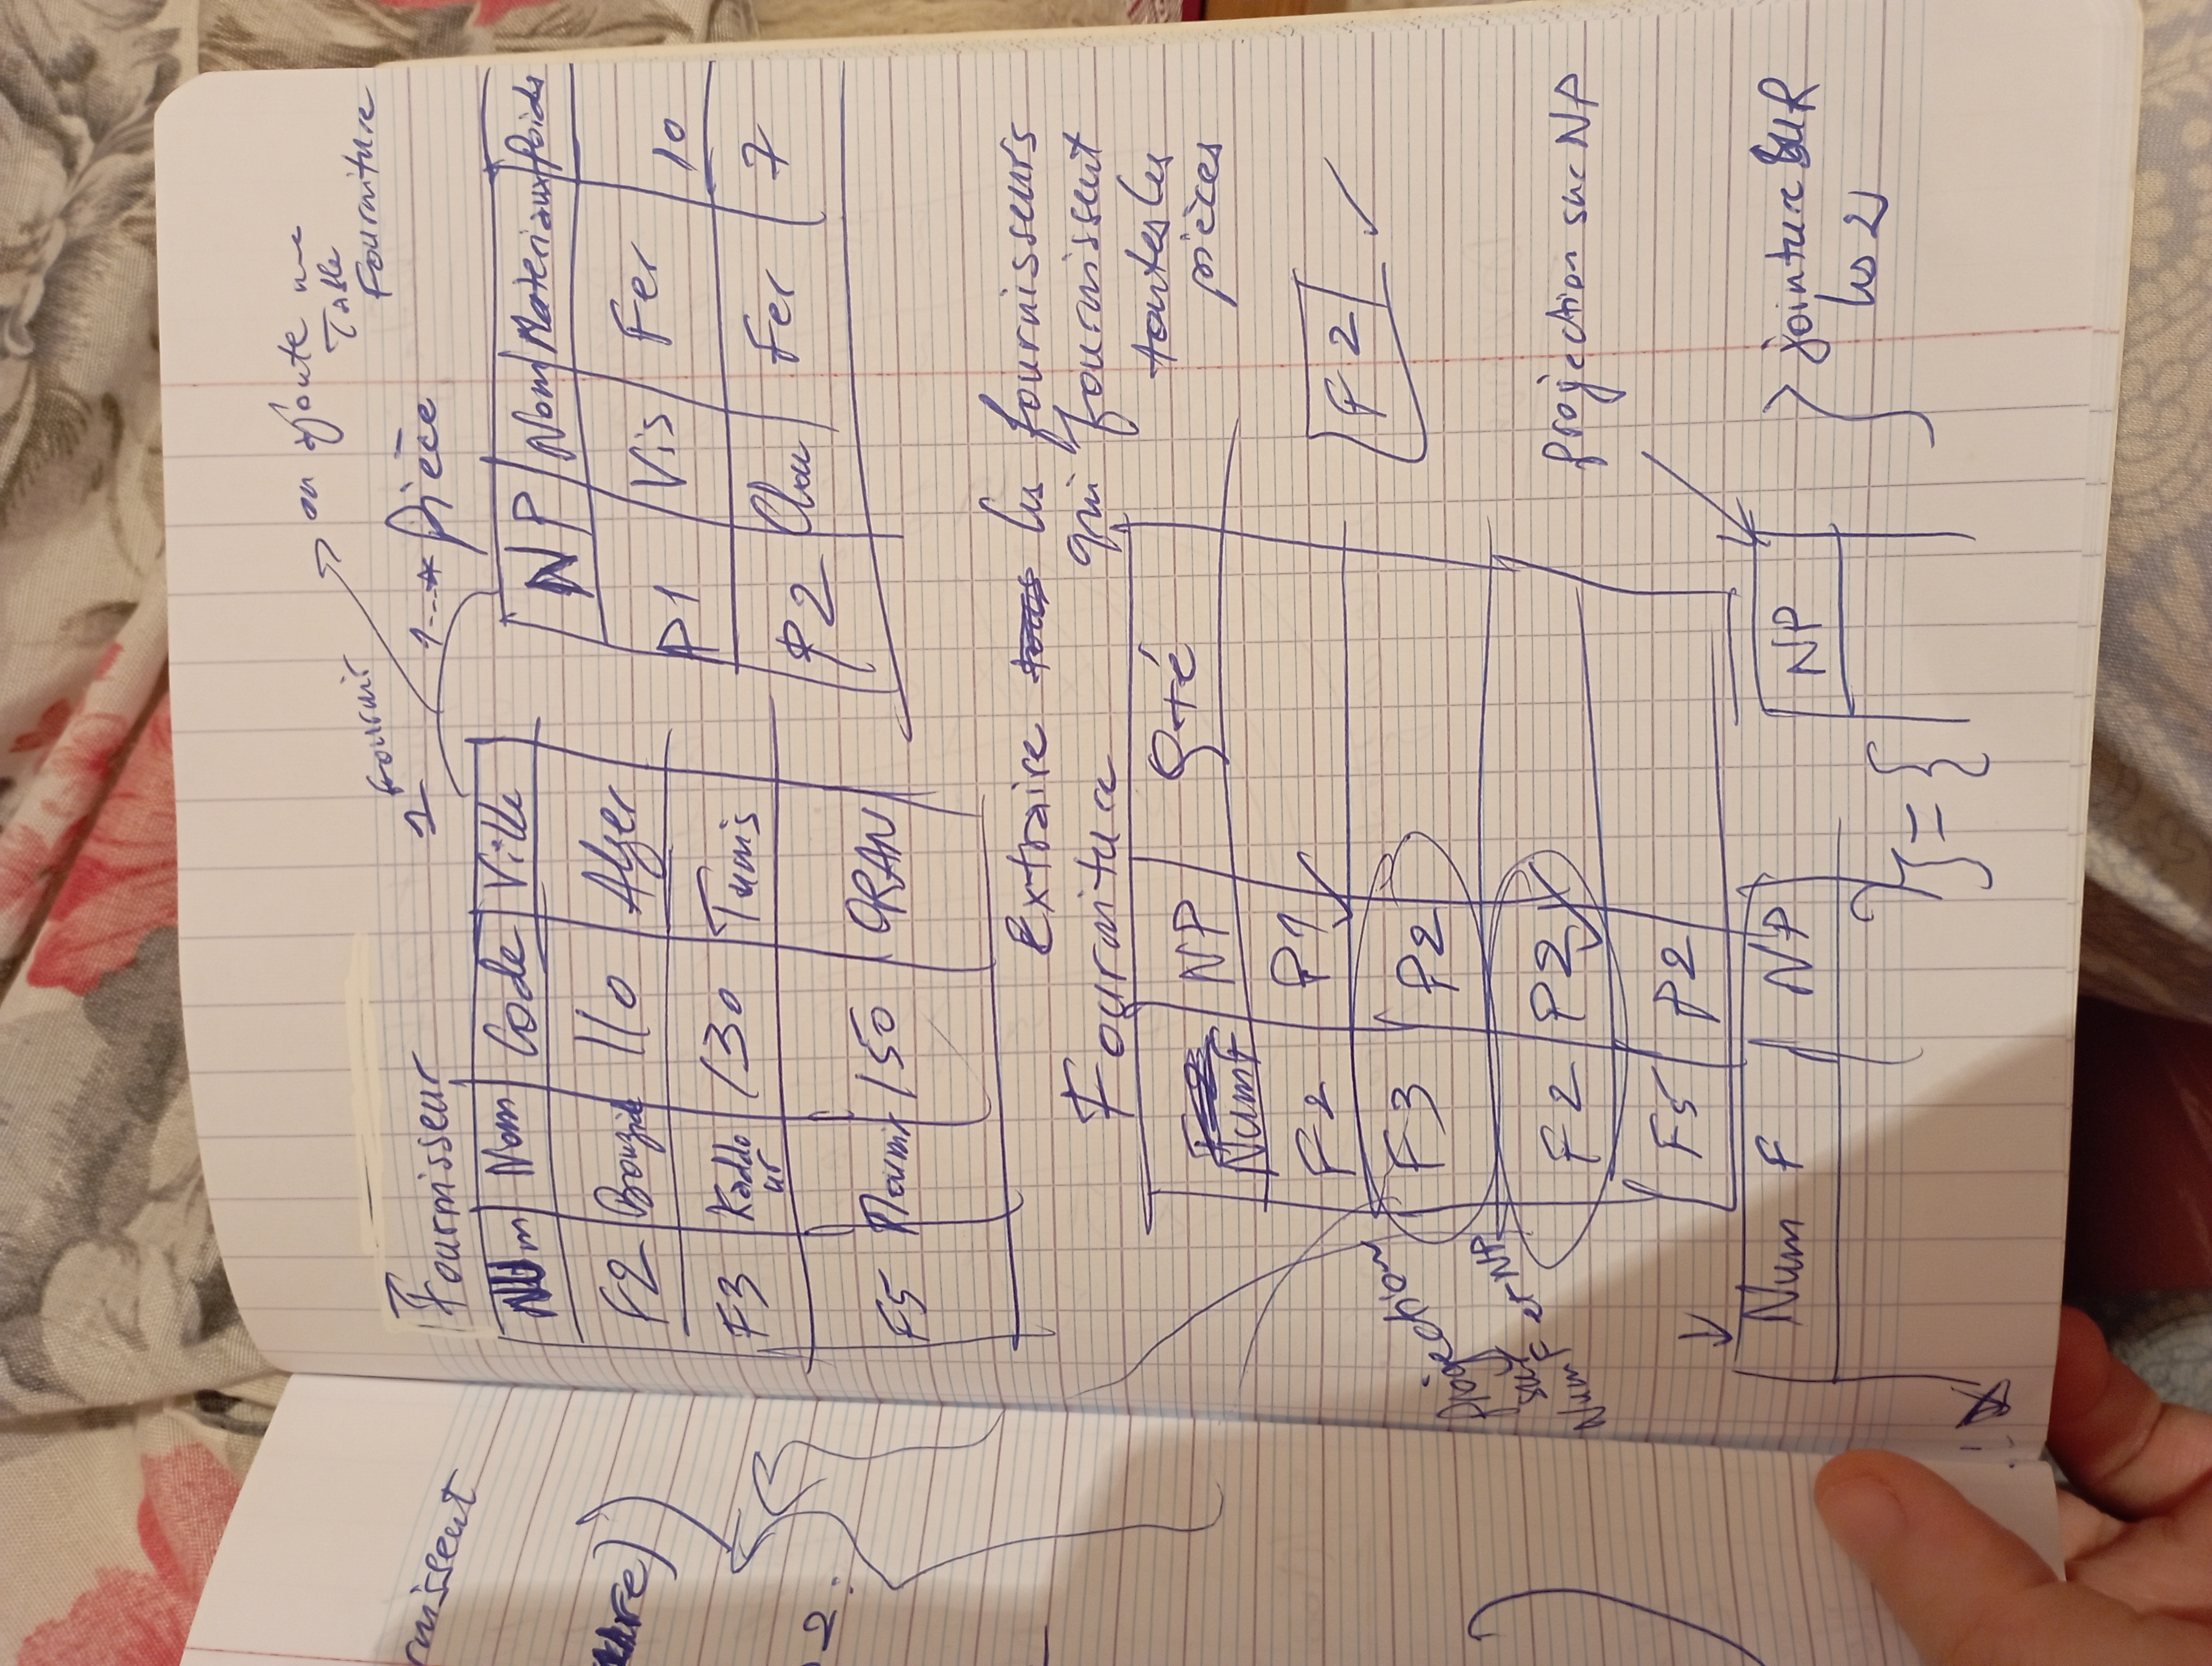 rnissent
ure)
2:
on ajoute une
Table
Fourniture
fournir
1
1..*
Fournisseur
Pièce
Num Nom Code Ville
F2 110 Alger
F3 Kaddour 130 Tunis
F5 150 ORAN
NP Nom Materiaux Poids
P1 Vis Fer 10
P2 Clou Fer 7
Extraire les fournisseurs
qui fournissent
toutes les
pièces
Fourniture
NumF NP Qté
F2 P1
F3 P2
F2 P2
F5 P2
F2
projection
sur
NumF et NP
projection sur NP
Num F NP
÷
NP
jointure SUR
les 2